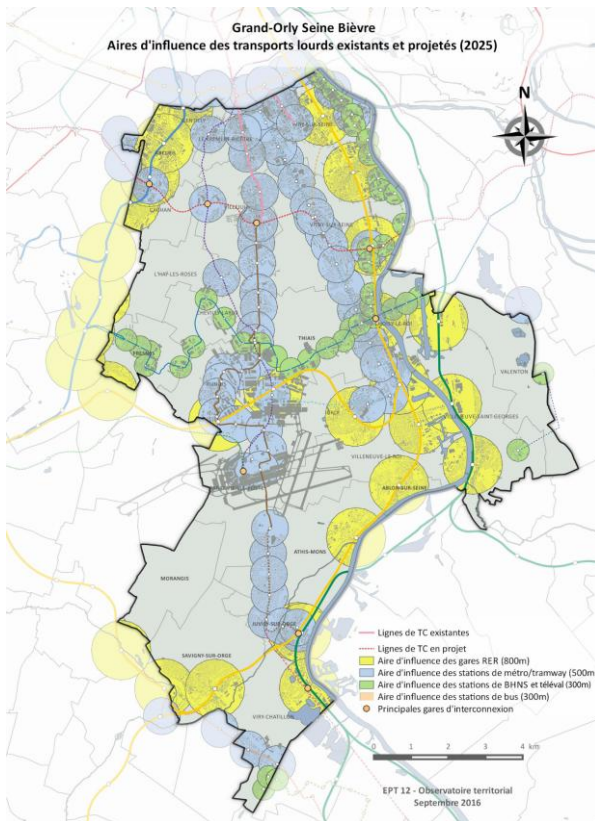 Grand-Orly Seine Bièvre
Aires d'influence des transports lourds existants et projetés (2025)
N
L'HAŸ-LES-ROSES
THIAIS
VALENTON
VILLENEUVE-LE-ROI
ABLON-SUR-SEINE
ATHIS-MONS
MORANGIS
JUVISY-SUR-ORGE
SAVIGNY-SUR-ORGE
VIRY-CHATILLON
Lignes de TC existantes
Lignes de TC en projet
Aire d'influence des gares RER (800m)
Aire d'influence des stations de métro/tramway (500m
Aire d'influence des stations de BHNS et téléval (300m)
Aire d'influence des stations de bus (300m)
Principales gares d'interconnexion
0 1 2 3 4 km
EPT 12 - Observatoire territorial
Septembre 2016